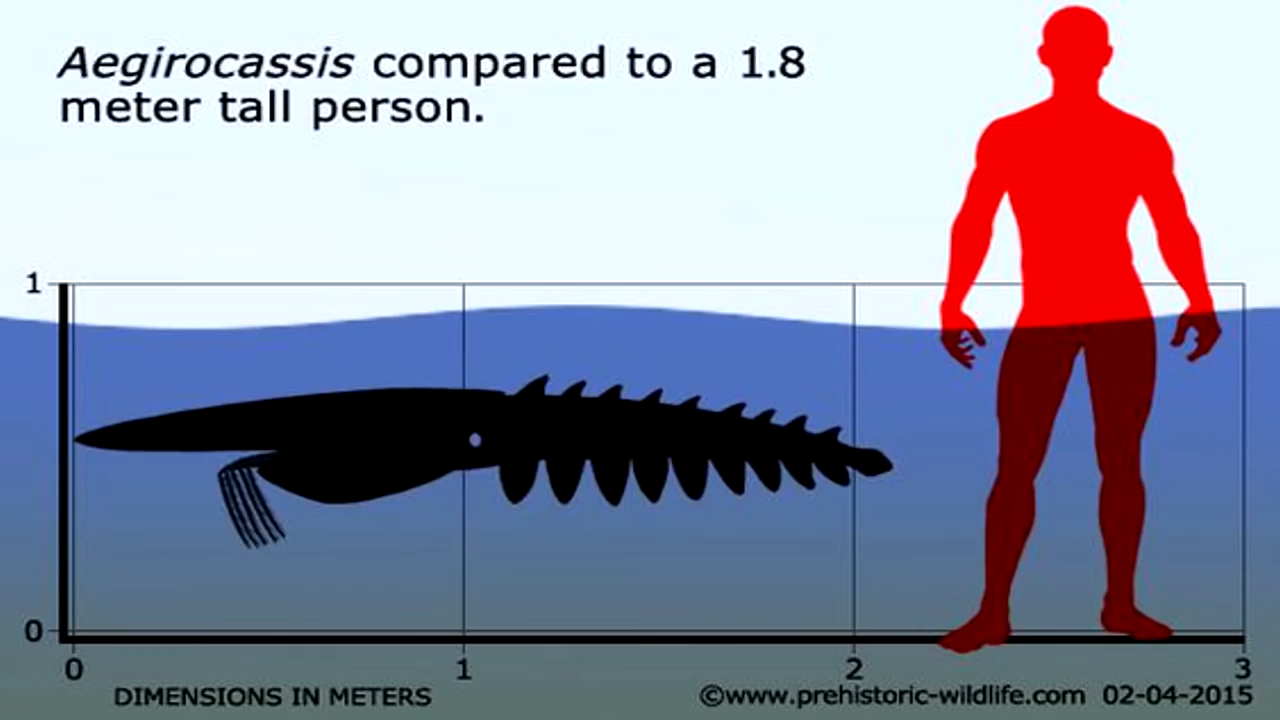 Aegirocassis compared to a 1.8
meter tall person.
1
0
0 1 2 3
DIMENSIONS IN METERS ©www.prehistoric-wildlife.com 02-04-2015